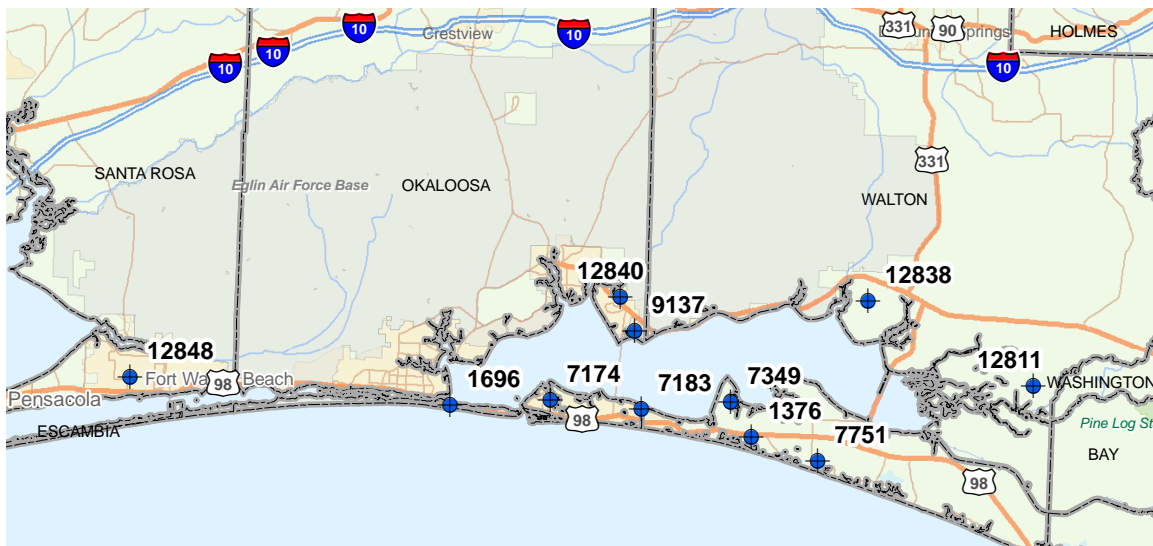 10
10
10
10
Crestview
331
90
Springs
HOLMES
10
331
SANTA ROSA
Eglin Air Force Base
OKALOOSA
WALTON
12840
12838
9137
12848
1696
7174
7183
7349
12811
Fort Wa Beach
98
WASHINGTON
Pensacola
1376
ESCAMBIA
98
7751
Pine Log St
BAY
98